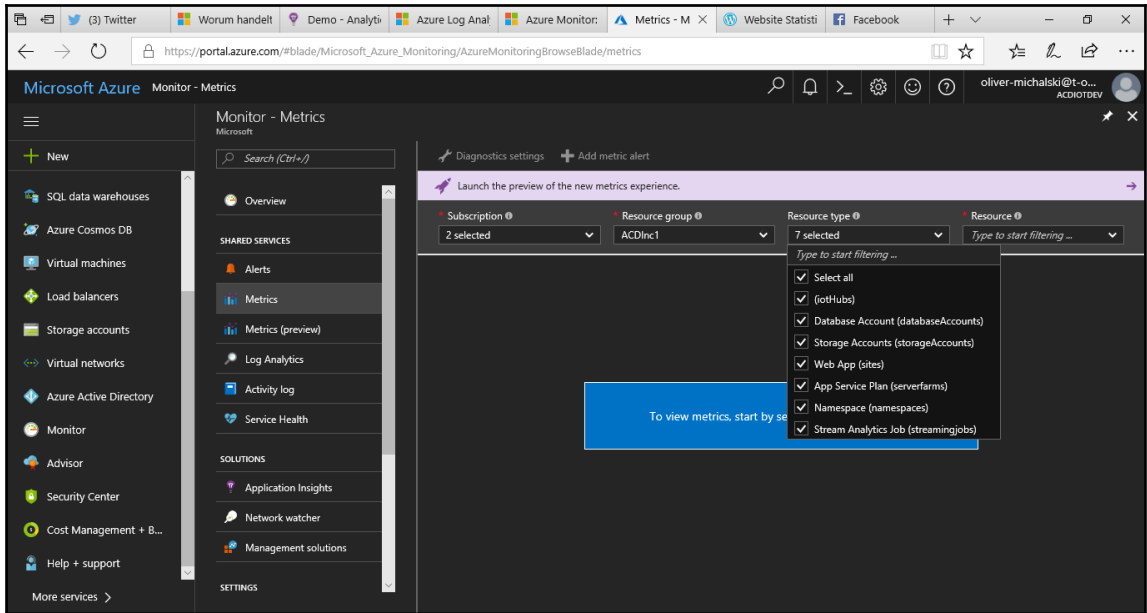 (3) Twitter
Worum handelt
Demo - Analyti
Azure Log Anal
Azure Monitor:
Metrics - M
Website Statisti
Facebook
https://portal.azure.com/#blade/Microsoft_Azure_Monitoring/AzureMonitoringBrowseBlade/metrics
Microsoft Azure Monitor - Metrics
oliver-michalski@t-o...
ACDIOTDEV
New
SQL data warehouses
Azure Cosmos DB
Virtual machines
Load balancers
Storage accounts
Virtual networks
Azure Active Directory
Monitor
Advisor
Security Center
Cost Management + B...
Help + support
More services >
Monitor - Metrics
Microsoft
Search (Ctrl+/)
Overview
SHARED SERVICES
Alerts
Metrics
Metrics (preview)
Log Analytics
Activity log
Service Health
SOLUTIONS
Application Insights
Network watcher
Management solutions
SETTINGS
Diagnostics settings
Add metric alert
Launch the preview of the new metrics experience.
* Subscription
2 selected
* Resource group
ACDInc1
Resource type
7 selected
* Resource
Type to start filtering ...
Type to start filtering ...
Select all
(iotHubs)
Database Account (databaseAccounts)
Storage Accounts (storageAccounts)
Web App (sites)
App Service Plan (serverfarms)
Namespace (namespaces)
Stream Analytics Job (streamingjobs)
To view metrics, start by se